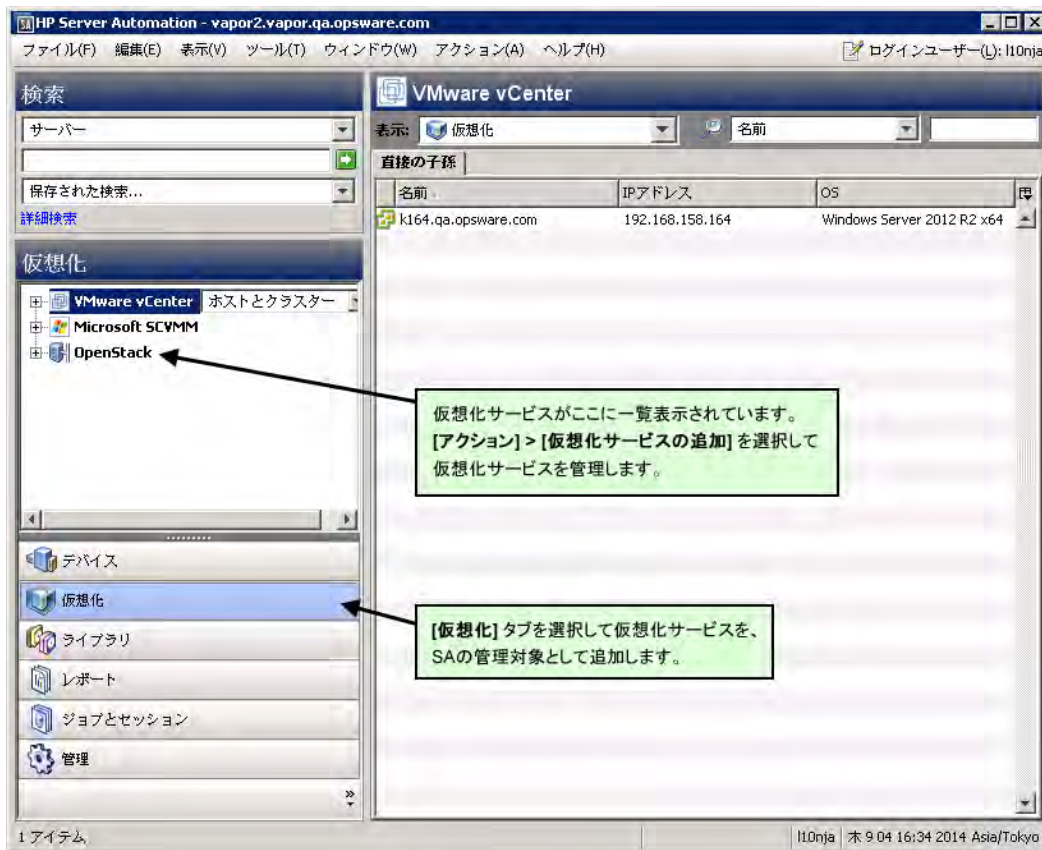 HP Server Automation - vapor2.vapor.qa.opsware.com
ファイル(F) 編集(E) 表示(V) ツール(T) ウィンドウ(W) アクション(A) ヘルプ(H) ログインユーザー(L): l10nja
検索
サーバー
保存された検索...
詳細検索
仮想化
VMware vCenter ホストとクラスター
Microsoft SCVMM
OpenStack
デバイス
仮想化
ライブラリ
レポート
ジョブとセッション
管理
VMware vCenter
表示: 仮想化 名前
直接の子孫
名前 IPアドレス OS
k164.qa.opsware.com 192.168.158.164 Windows Server 2012 R2 x64
仮想化サービスがここに一覧表示されています。
[アクション] > [仮想化サービスの追加] を選択して
仮想化サービスを管理します。
[仮想化] タブを選択して仮想化サービスを、
SAの管理対象として追加します。
1 アイテム l10nja 木 9 04 16:34 2014 Asia/Tokyo